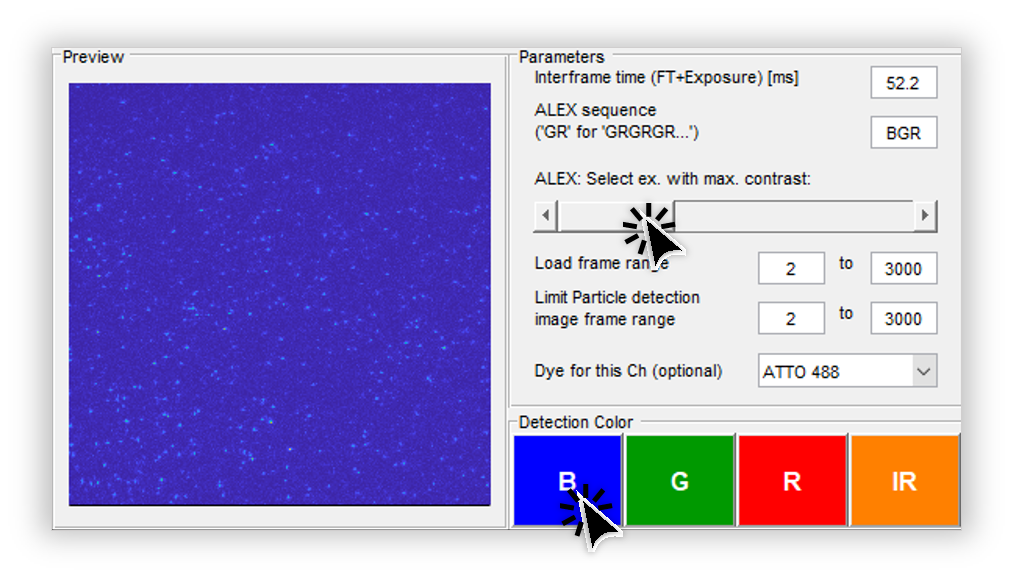 Preview
Parameters
Interframe time (FT+Exposure) [ms]
52.2
ALEX sequence
('GR' for 'GRGRGR...')
BGR
ALEX: Select ex. with max. contrast:
Load frame range
2 to 3000
Limit Particle detection
image frame range
2 to 3000
Dye for this Ch (optional)
ATTO 488
Detection Color
B G R IR